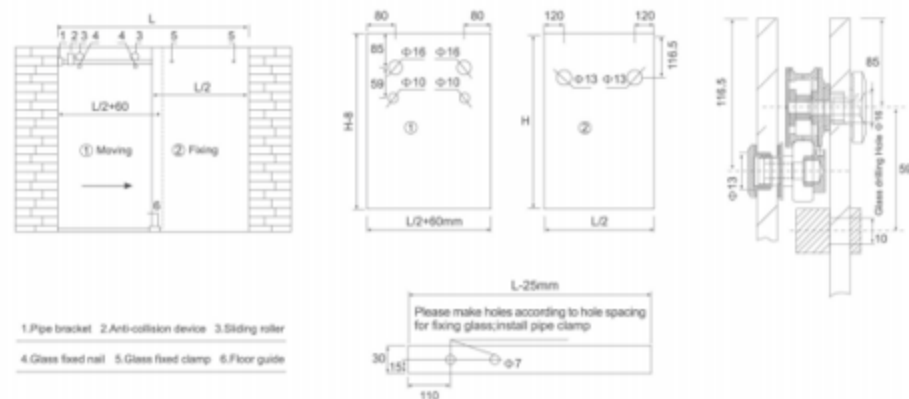 L
1 2 3 4 4 3 5 5
L/2
L/2+60
① Moving
② Fixing
6
80 80
85
Φ16 Φ16
59
Φ10 Φ10
H-8
①
L/2+60mm
120 120
116.5
Φ13 Φ13
H
②
L/2
116.5
85
Φ13
Glass drilling Hole Φ16
10
L-25mm
Please make holes according to hole spacing
for fixing glass;install pipe clamp
30
15
Φ7
110
1.Pipe bracket 2.Anti-collision device 3.Sliding roller
4.Glass fixed nail 5.Glass fixed clamp 6.Floor guide